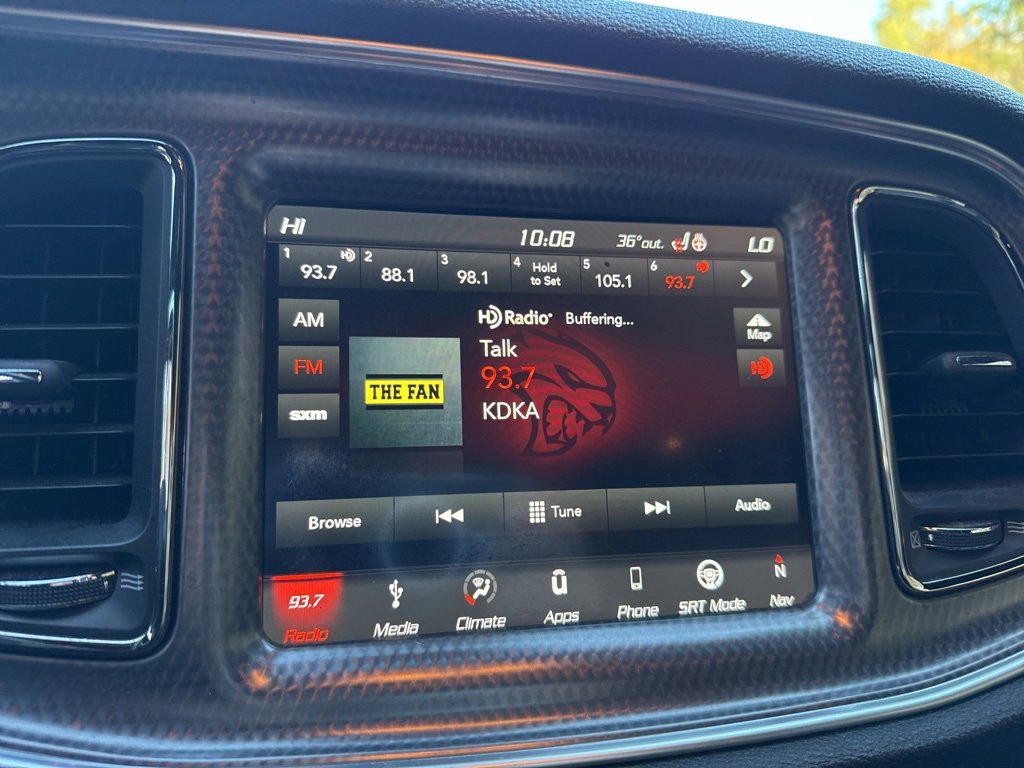 HI
10:08
36°out.
LO
1 93.7 HD
2 88.1
3 98.1
4 Hold
to Set
5 105.1
6 93.7
AM
HD Radio Buffering...
Map
Talk
FM
93.7
HD
THE FAN
KDKA
sxm
Browse
Tune
Audio
93.7
Radio
Media
Climate
Apps
Phone
SRT Mode
N
Nav